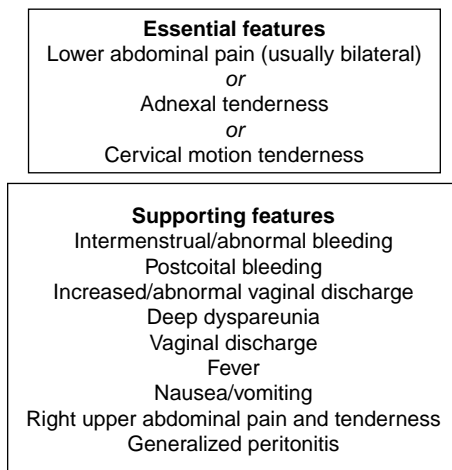 Essential features
Lower abdominal pain (usually bilateral)
or
Adnexal tenderness
or
Cervical motion tenderness
Supporting features
Intermenstrual/abnormal bleeding
Postcoital bleeding
Increased/abnormal vaginal discharge
Deep dyspareunia
Vaginal discharge
Fever
Nausea/vomiting
Right upper abdominal pain and tenderness
Generalized peritonitis